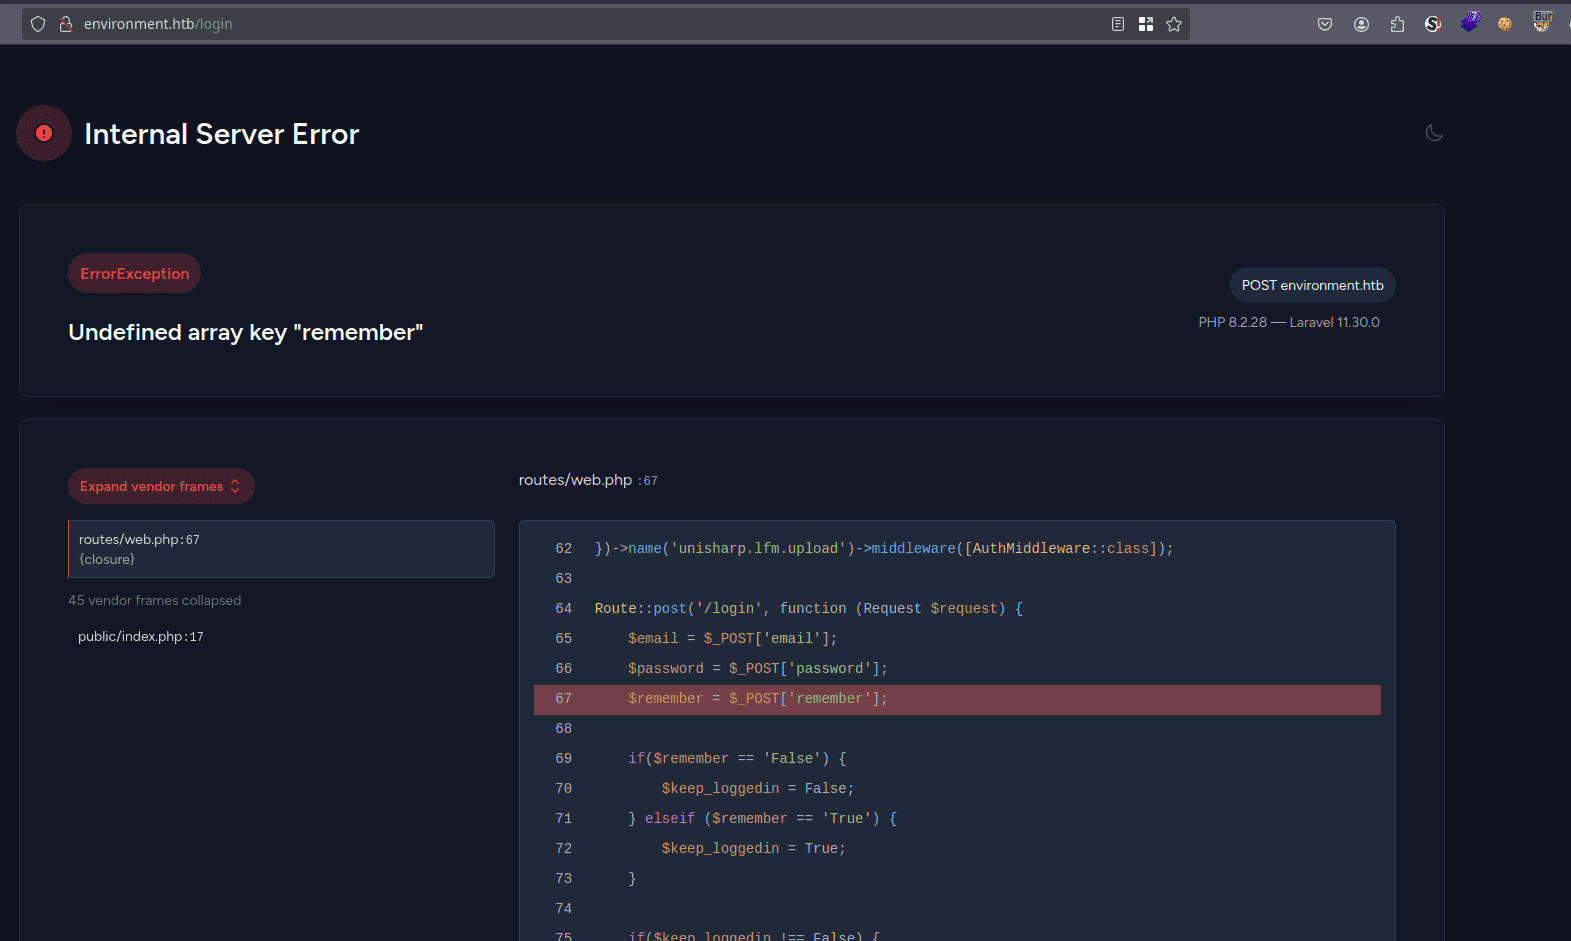 environment.htb/login
7
Bur
Internal Server Error
ErrorException
POST environment.htb
Undefined array key "remember"
PHP 8.2.28 — Laravel 11.30.0
Expand vendor frames
routes/web.php:67
{closure}
45 vendor frames collapsed
public/index.php:17
routes/web.php :67
62 })->name('unisharp.lfm.upload')->middleware([AuthMiddleware::class]);
63
64 Route::post('/login', function (Request $request) {
65     $email = $_POST['email'];
66     $password = $_POST['password'];
67     $remember = $_POST['remember'];
68
69     if($remember == 'False') {
70         $keep_loggedin = False;
71     } elseif ($remember == 'True') {
72         $keep_loggedin = True;
73     }
74
75     if($keep_loggedin !== False) {